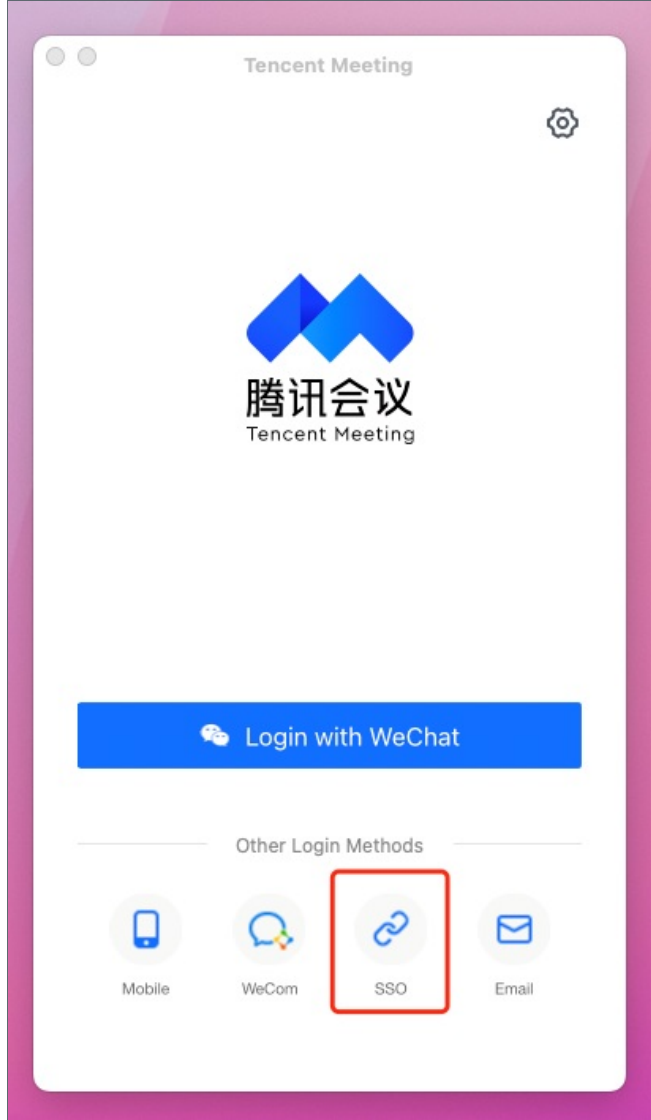 Tencent Meeting
腾讯会议
Tencent Meeting
Login with WeChat
Other Login Methods
Mobile WeCom SSO Email